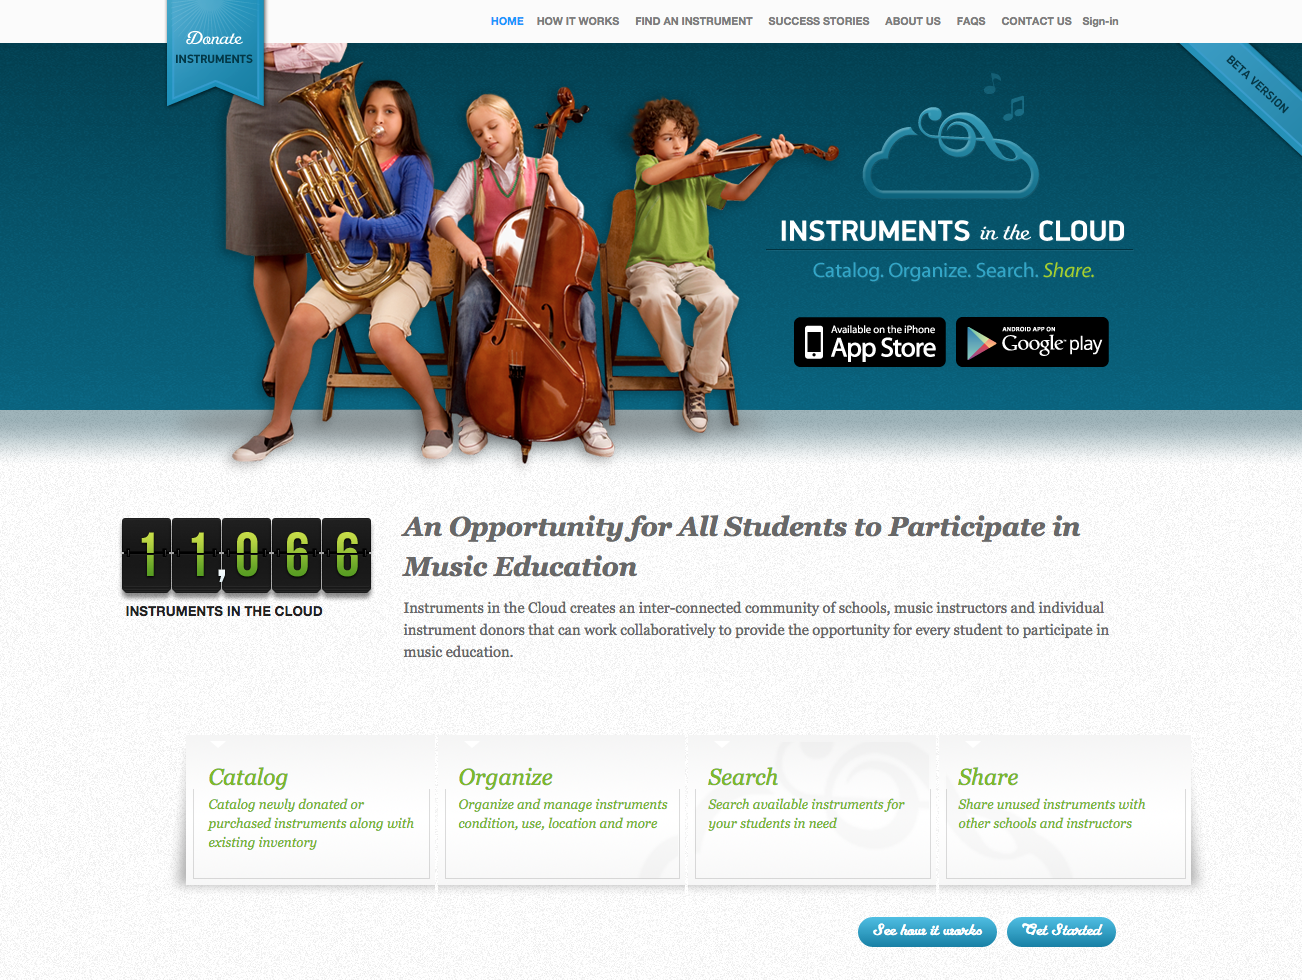 HOME HOW IT WORKS FIND AN INSTRUMENT SUCCESS STORIES ABOUT US FAQS CONTACT US Sign-in
Donate
INSTRUMENTS
BETA VERSION
INSTRUMENTS in the CLOUD
Catalog. Organize. Search. Share.
Available on the iPhone
App Store
ANDROID APP ON
Google play
11,066
INSTRUMENTS IN THE CLOUD
An Opportunity for All Students to Participate in
Music Education
Instruments in the Cloud creates an inter-connected community of schools, music instructors and individual
instrument donors that can work collaboratively to provide the opportunity for every student to participate in
music education.
Catalog
Catalog newly donated or
purchased instruments along with
existing inventory
Organize
Organize and manage instruments
condition, use, location and more
Search
Search available instruments for
your students in need
Share
Share unused instruments with
other schools and instructors
See how it works
Get Started